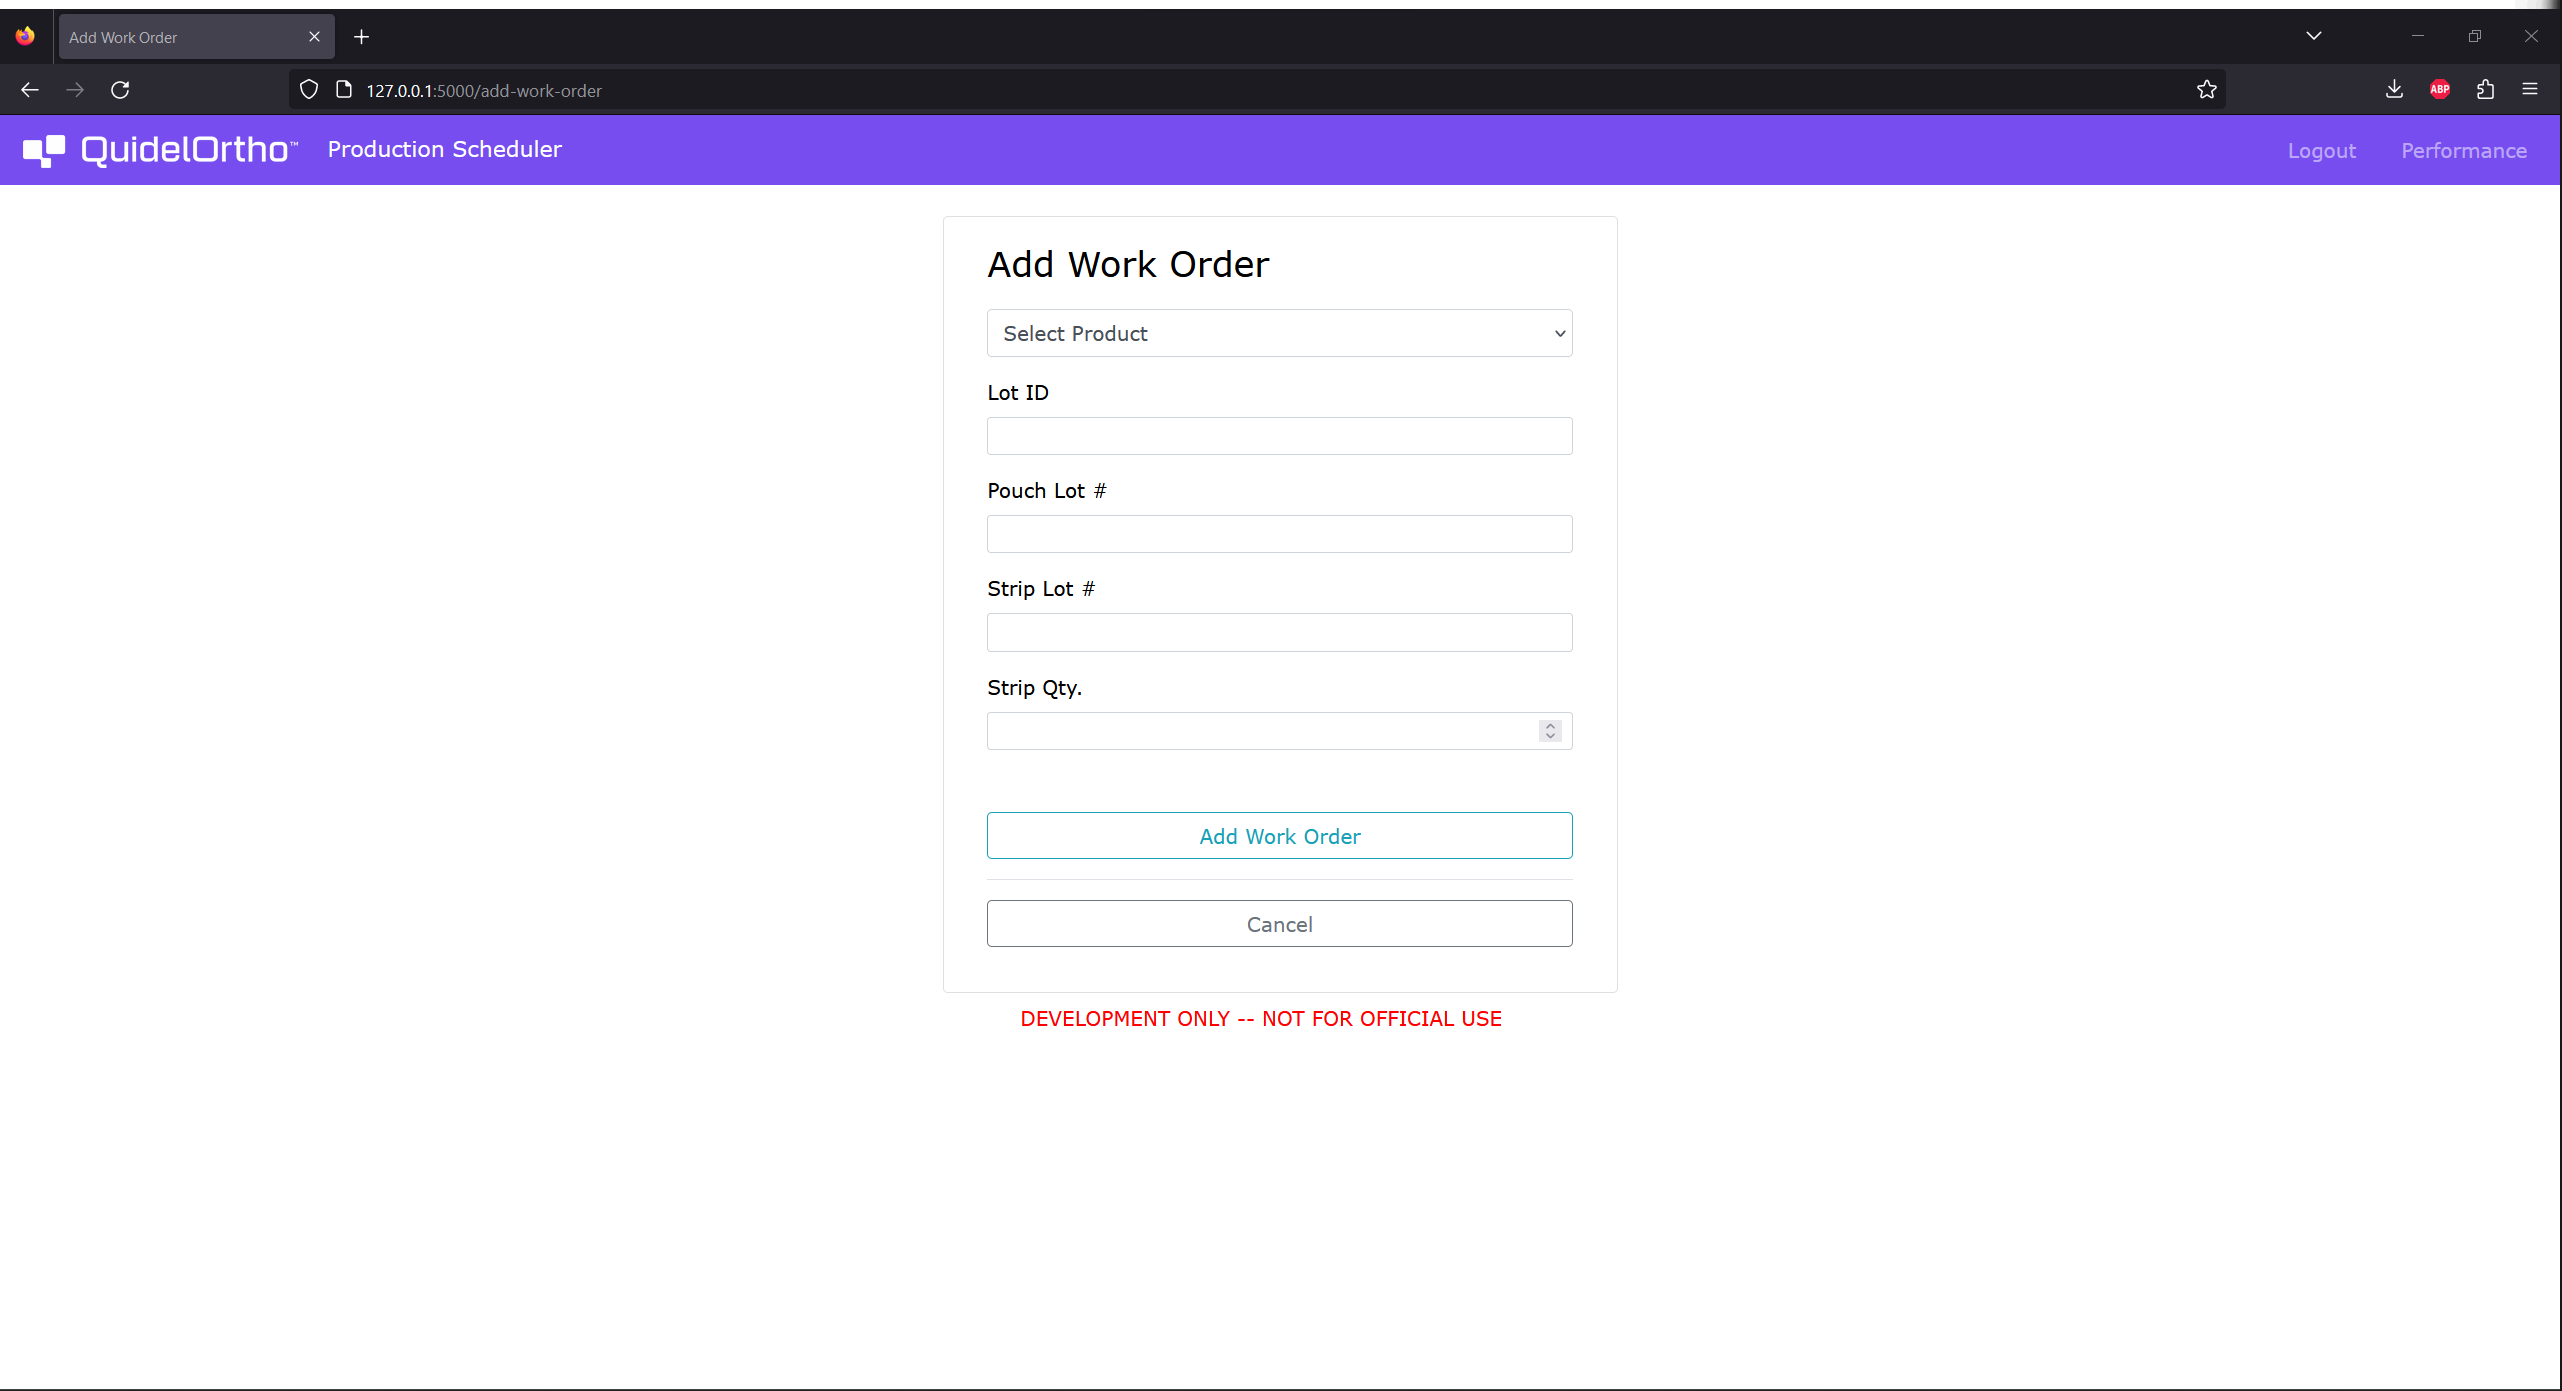 Add Work Order
127.0.0.1:5000/add-work-order
ABP
QuidelOrtho™ Production Scheduler Logout Performance
Add Work Order
Select Product
Lot ID
Pouch Lot #
Strip Lot #
Strip Qty.
Add Work Order
Cancel
DEVELOPMENT ONLY -- NOT FOR OFFICIAL USE